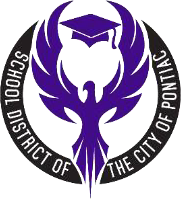 SCHOOL DISTRICT OF
THE CITY OF PONTIAC